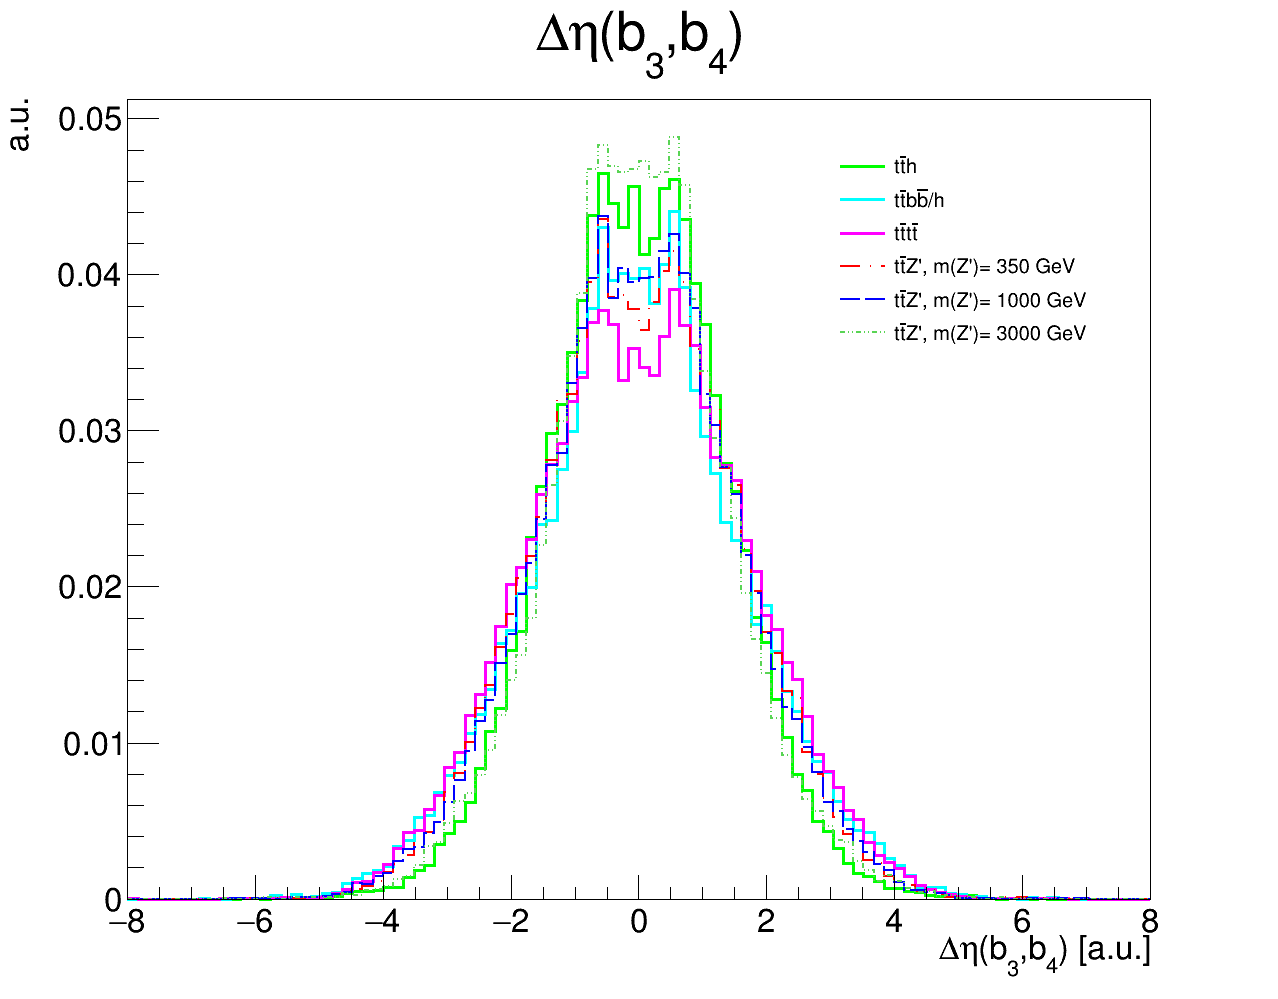 Δη(b₃,b₄)
a.u.
0.05
0.04
0.03
0.02
0.01
0
tt̄h
tt̄bb̄/h
tt̄tt̄
tt̄Z', m(Z')= 350 GeV
tt̄Z', m(Z')= 1000 GeV
tt̄Z', m(Z')= 3000 GeV
−8 −6 −4 −2 0 2 4 6 8
Δη(b₃,b₄) [a.u.]